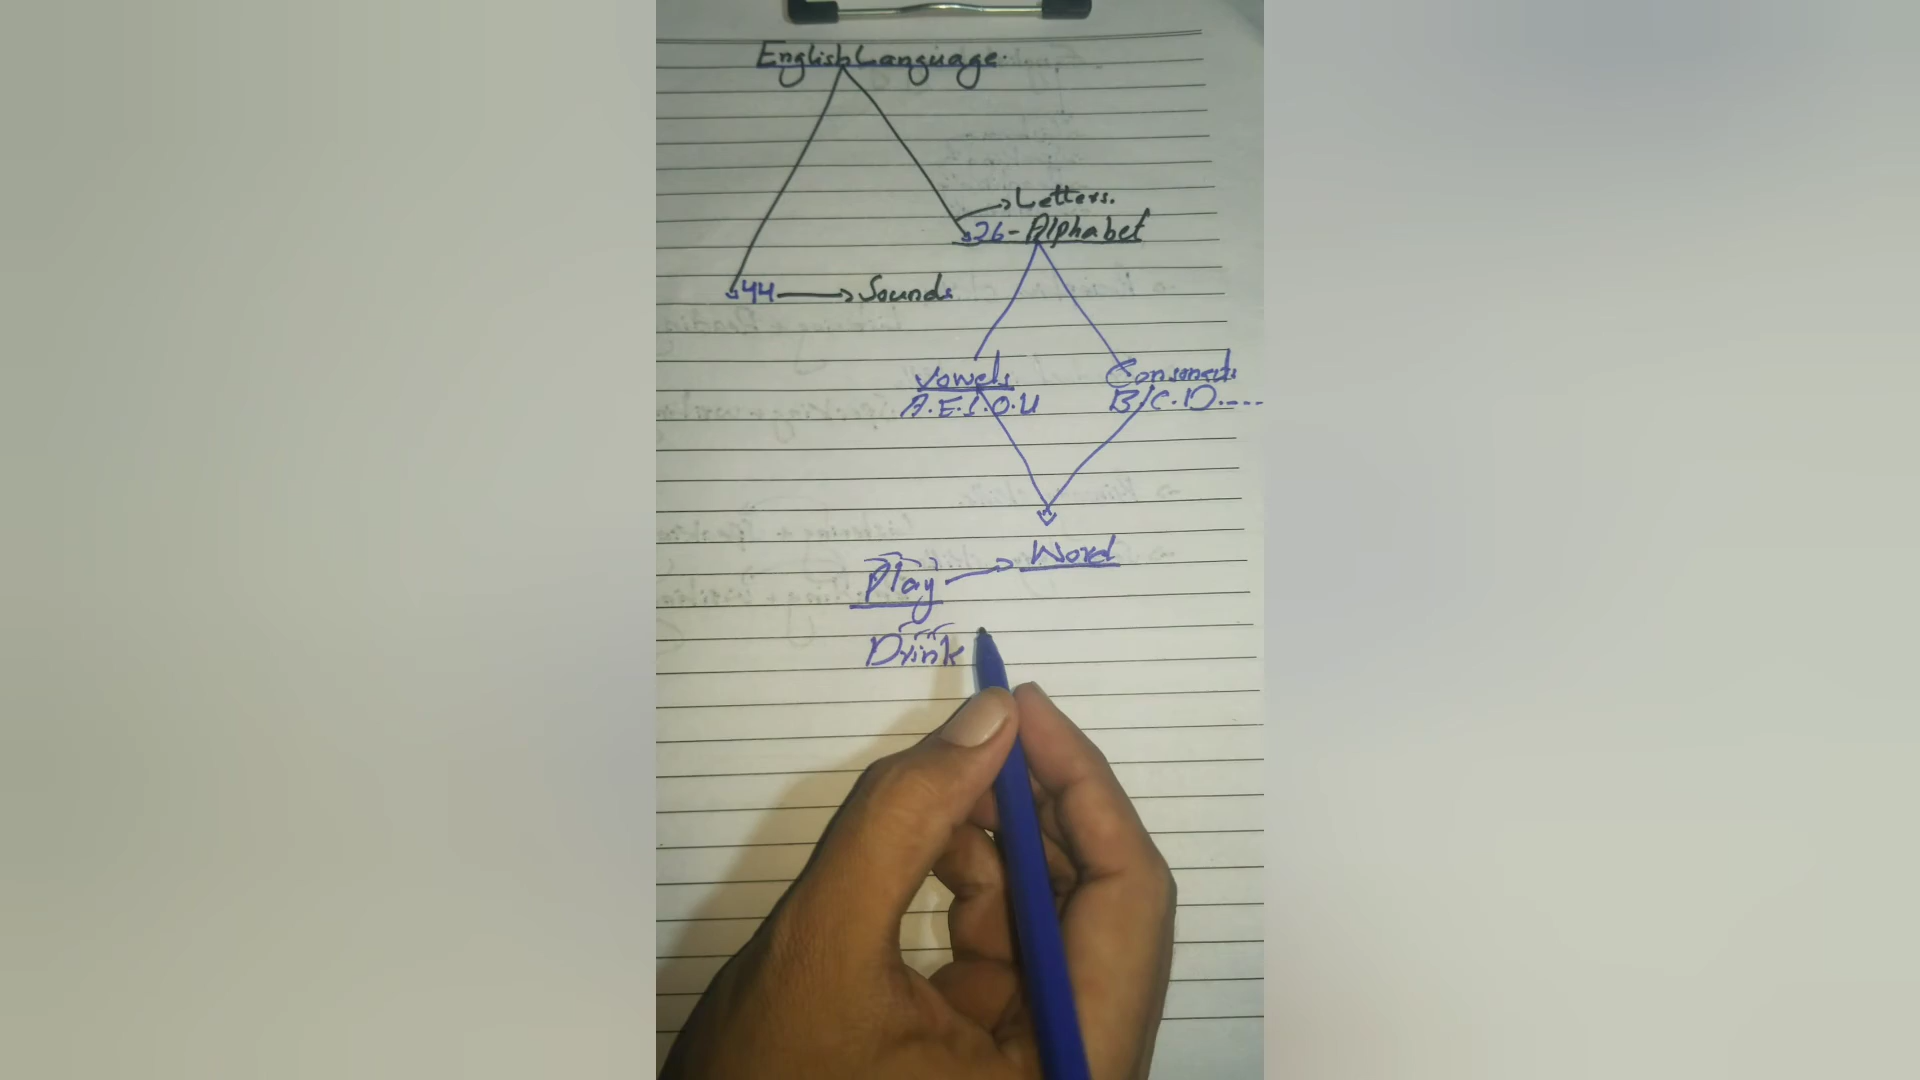 English Language.
Letters.
26 - Alphabet
44 → Sounds
Vowels
A.E.I.O.U
Consonants
B/C.D....
Word
Play
Drink